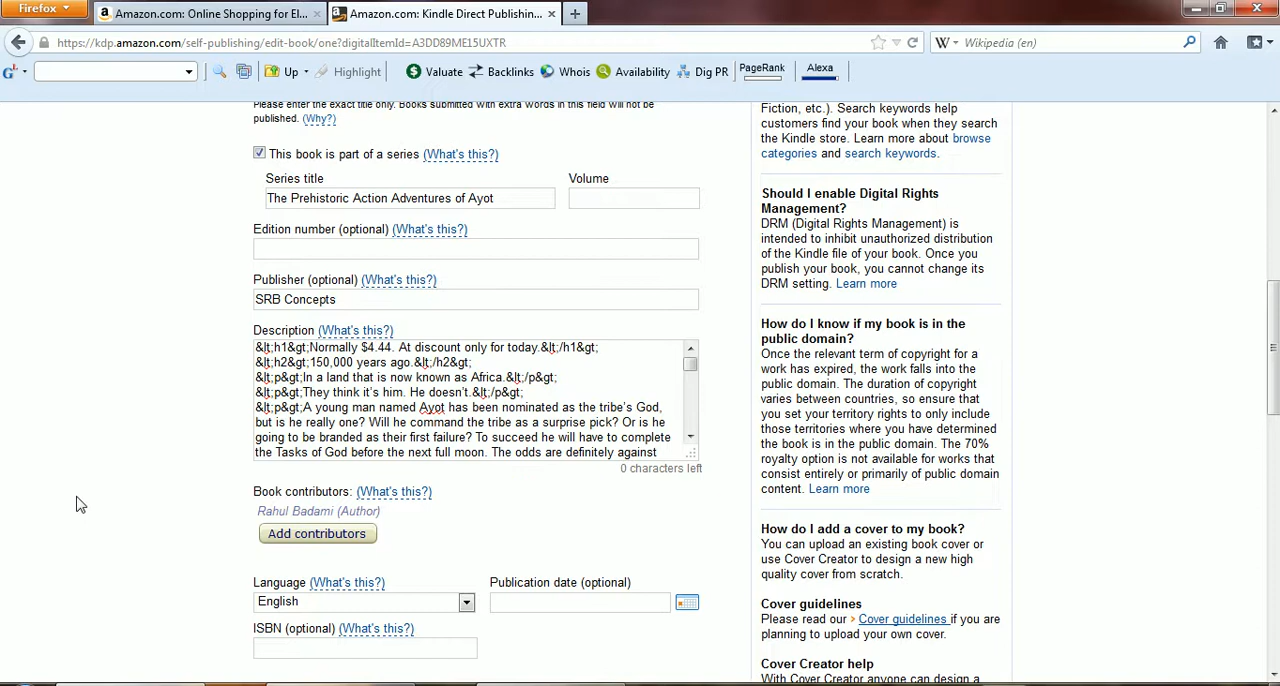 Firefox
Amazon.com: Online Shopping for El...
Amazon.com: Kindle Direct Publishin...
https://kdp.amazon.com/self-publishing/edit-book/one?digitalItemId=A3DD89ME15UXTR
Wikipedia (en)
Up
Highlight
Valuate
Backlinks
Whois
Availability
Dig PR
PageRank
Alexa
Please enter the exact title only. Books submitted with extra words in this field will not be
published. (Why?)
This book is part of a series (What's this?)
Series title
Volume
The Prehistoric Action Adventures of Ayot
Edition number (optional) (What's this?)
Publisher (optional) (What's this?)
SRB Concepts
Description (What's this?)
&lt;h1&gt;Normally $4.44. At discount only for today.&lt;/h1&gt;
&lt;h2&gt;150,000 years ago.&lt;/h2&gt;
&lt;p&gt;In a land that is now known as Africa.&lt;/p&gt;
&lt;p&gt;They think it's him. He doesn't.&lt;/p&gt;
&lt;p&gt;A young man named Ayot has been nominated as the tribe's God,
but is he really one? Will he command the tribe as a surprise pick? Or is he
going to be branded as their first failure? To succeed he will have to complete
the Tasks of God before the next full moon. The odds are definitely against
0 characters left
Book contributors: (What's this?)
Rahul Badami (Author)
Add contributors
Language (What's this?)
Publication date (optional)
English
ISBN (optional) (What's this?)
Fiction, etc.). Search keywords help
customers find your book when they search
the Kindle store. Learn more about browse
categories and search keywords.
Should I enable Digital Rights
Management?
DRM (Digital Rights Management) is
intended to inhibit unauthorized distribution
of the Kindle file of your book. Once you
publish your book, you cannot change its
DRM setting. Learn more
How do I know if my book is in the
public domain?
Once the relevant term of copyright for a
work has expired, the work falls into the
public domain. The duration of copyright
varies between countries, so ensure that
you set your territory rights to only include
those territories where you have determined
the book is in the public domain. The 70%
royalty option is not available for works that
consist entirely or primarily of public domain
content. Learn more
How do I add a cover to my book?
You can upload an existing book cover or
use Cover Creator to design a new high
quality cover from scratch.
Cover guidelines
Please read our › Cover guidelines if you are
planning to upload your own cover.
Cover Creator help
With Cover Creator anyone can design a